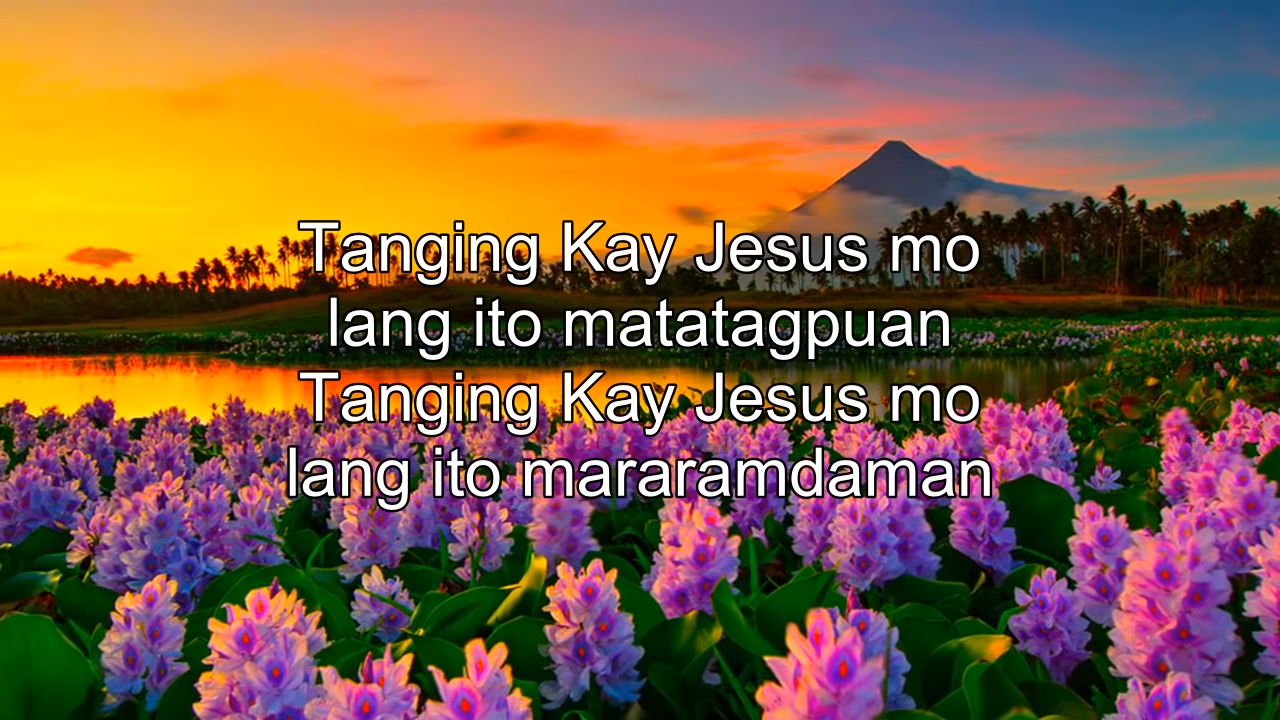 Tanging Kay Jesus mo
lang ito matatagpuan
Tanging Kay Jesus mo
lang ito mararamdaman